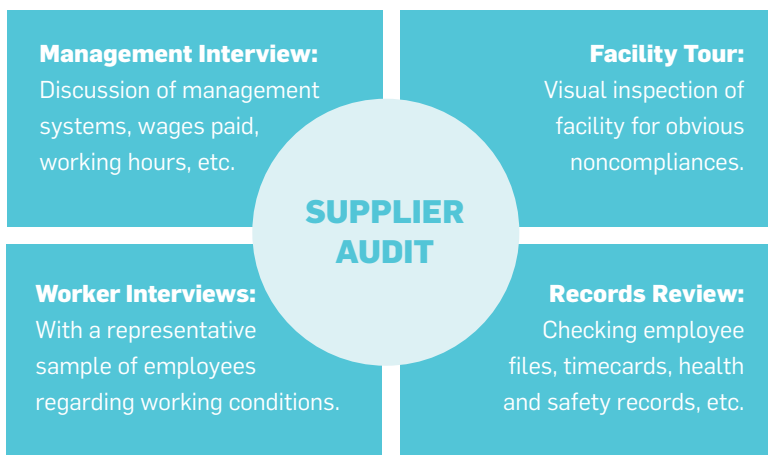 Management Interview:
Discussion of management
systems, wages paid,
working hours, etc.
Facility Tour:
Visual inspection of
facility for obvious
noncompliances.
SUPPLIER
AUDIT
Worker Interviews:
With a representative
sample of employees
regarding working conditions.
Records Review:
Checking employee
files, timecards, health
and safety records, etc.